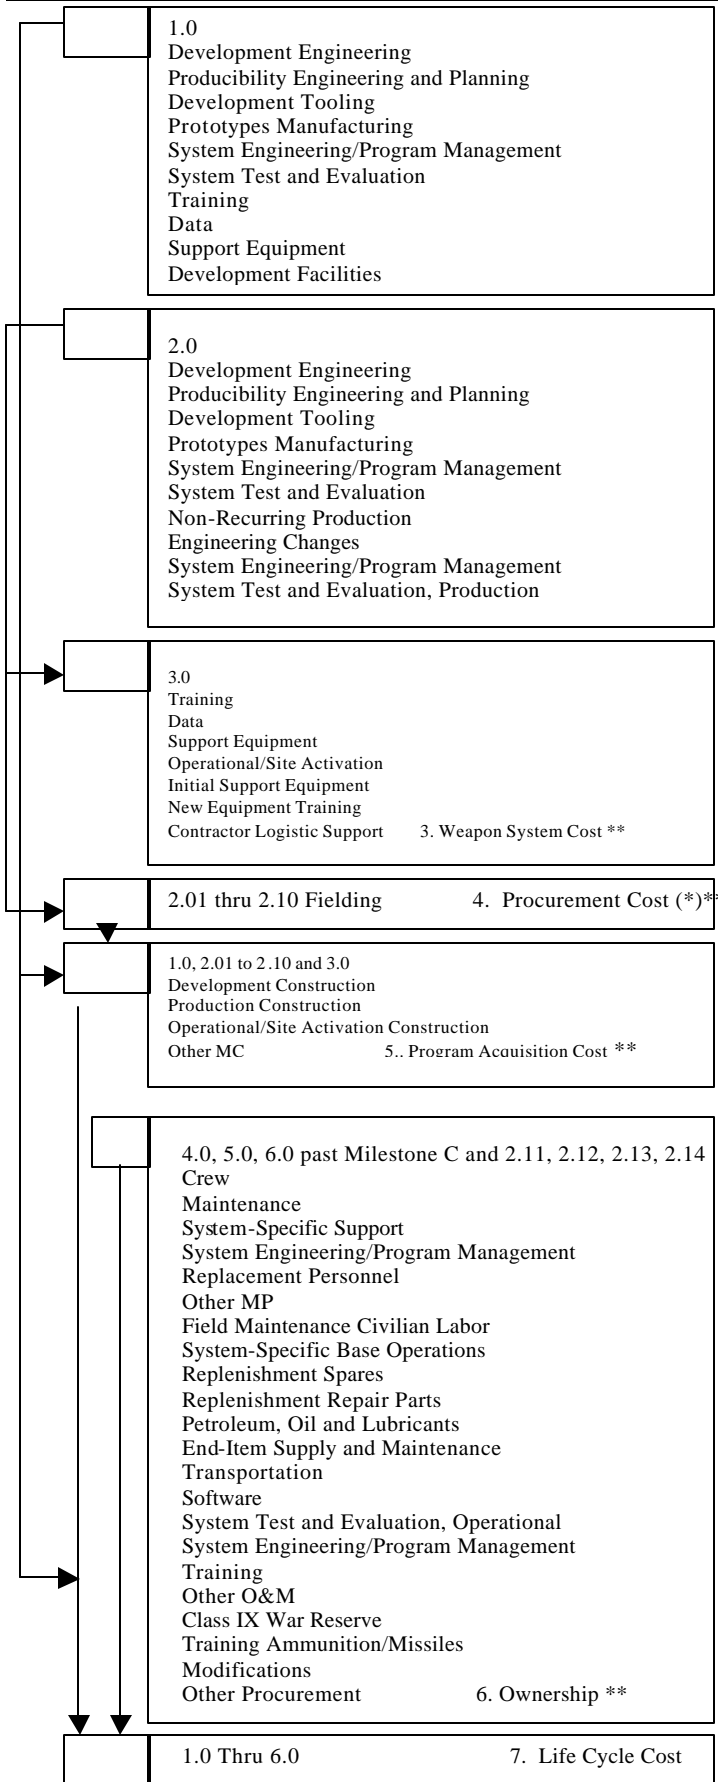 1.0
Development Engineering
Producibility Engineering and Planning
Development Tooling
Prototypes Manufacturing
System Engineering/Program Management
System Test and Evaluation
Training
Data
Support Equipment
Development Facilities
2.0
Development Engineering
Producibility Engineering and Planning
Development Tooling
Prototypes Manufacturing
System Engineering/Program Management
System Test and Evaluation
Non-Recurring Production
Engineering Changes
System Engineering/Program Management
System Test and Evaluation, Production
3.0
Training
Data
Support Equipment
Operational/Site Activation
Initial Support Equipment
New Equipment Training
Contractor Logistic Support 3. Weapon System Cost **
2.01 thru 2.10 Fielding 4. Procurement Cost (*)**
1.0, 2.01 to 2.10 and 3.0
Development Construction
Production Construction
Operational/Site Activation Construction
Other MC 5.. Program Acquisition Cost **
4.0, 5.0, 6.0 past Milestone C and 2.11, 2.12, 2.13, 2.14
Crew
Maintenance
System-Specific Support
System Engineering/Program Management
Replacement Personnel
Other MP
Field Maintenance Civilian Labor
System-Specific Base Operations
Replenishment Spares
Replenishment Repair Parts
Petroleum, Oil and Lubricants
End-Item Supply and Maintenance
Transportation
Software
System Test and Evaluation, Operational
System Engineering/Program Management
Training
Other O&M
Class IX War Reserve
Training Ammunition/Missiles
Modifications
Other Procurement 6. Ownership **
1.0 Thru 6.0 7. Life Cycle Cost